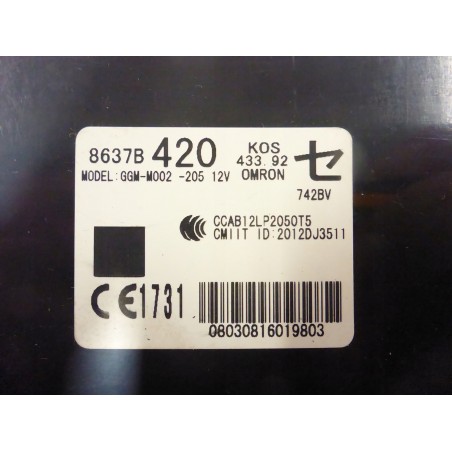 8637B 420 KOS 433.92 セ
MODEL:GGM-M002 -205 12V OMRON
742BV
CCAB12LP2050T5
CMIIT ID:2012DJ3511
CE1731
08030816019803